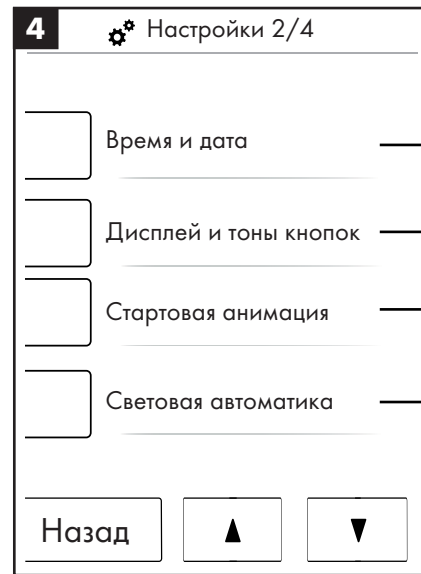 4
Настройки 2/4
Время и дата
Дисплей и тоны кнопок
Стартовая анимация
Световая автоматика
Назад